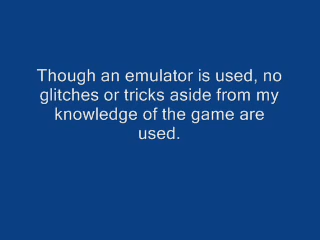 Though an emulator is used, no
glitches or tricks aside from my
knowledge of the game are
used.